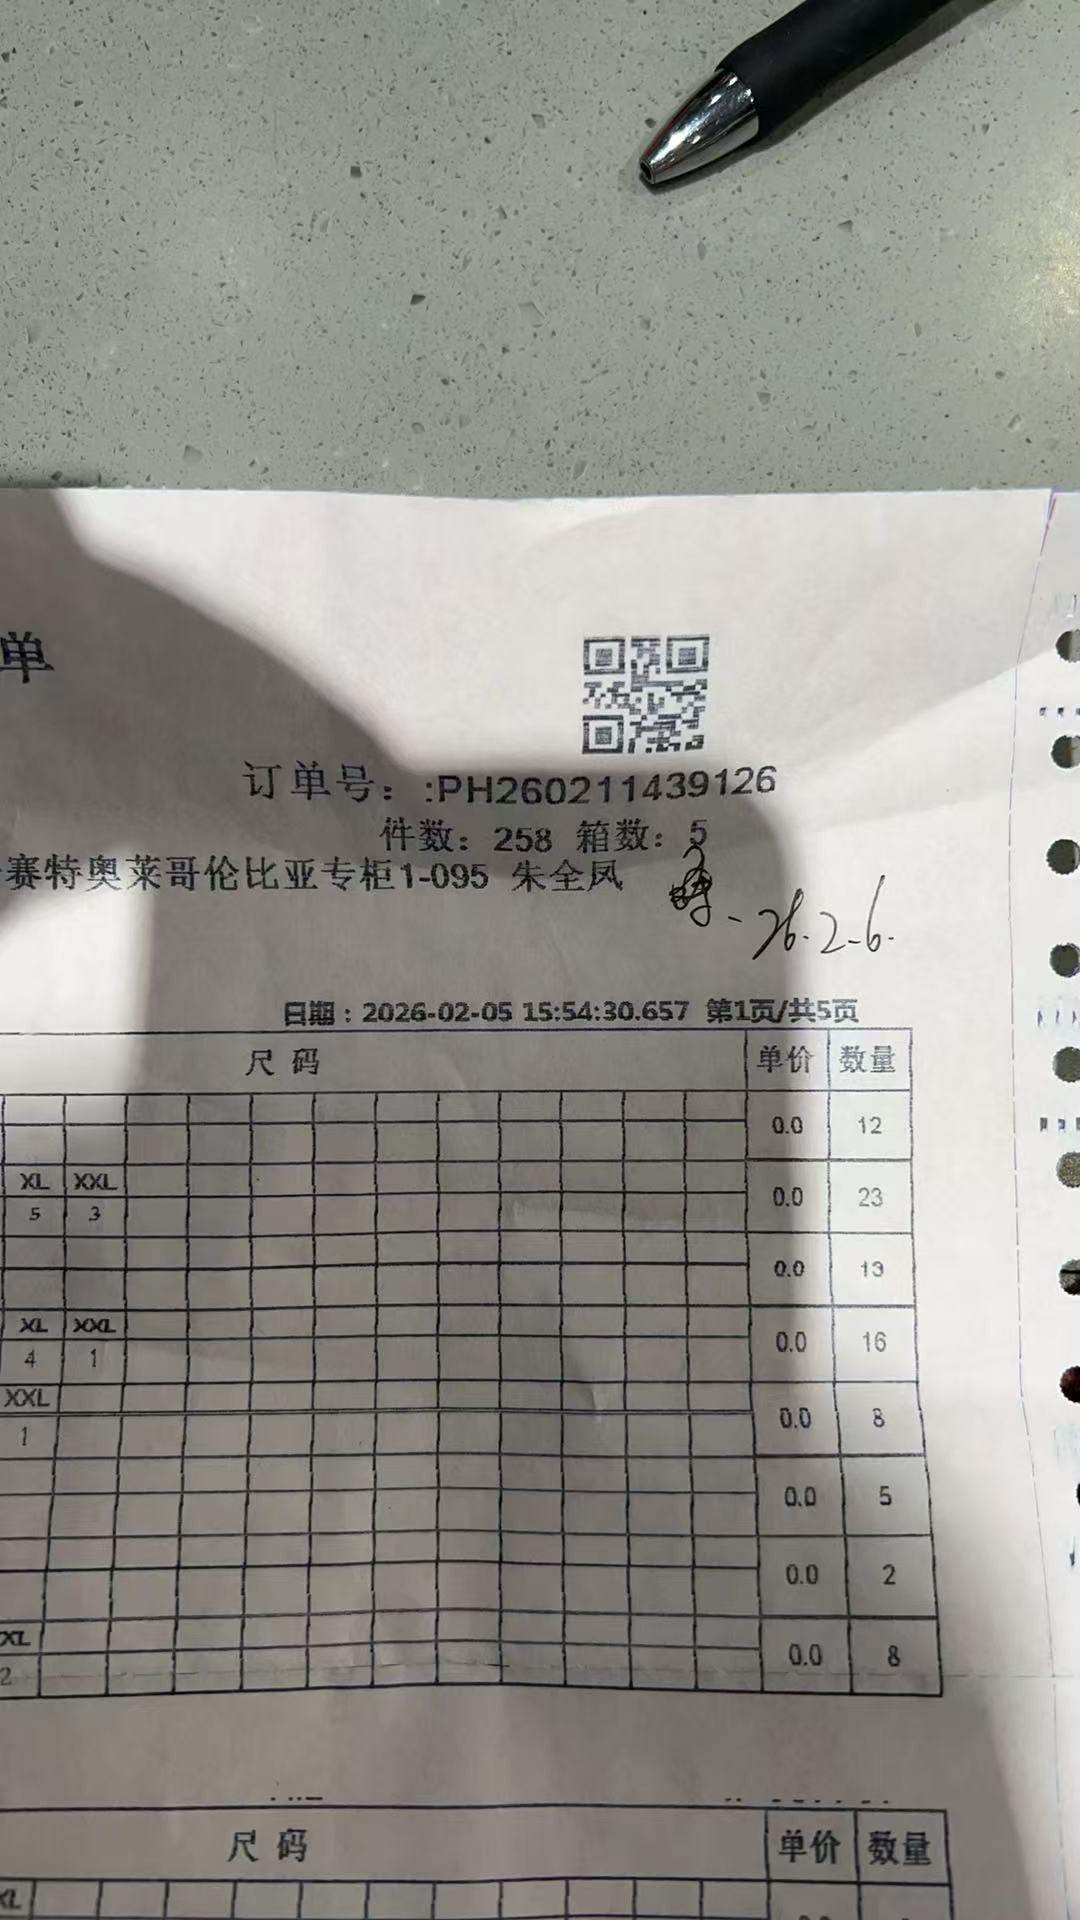 单
订单号：:PH260211439126
件数：258 箱数：5
赛特奥莱哥伦比亚专柜1-095 朱全凤
26.2.6.
日期：2026-02-05 15:54:30.657 第1页/共5页
尺码 单价 数量
0.0 12
XL XXL
5 3 0.0 23
0.0 13
XL XXL
4 1 0.0 16
XXL
1 0.0 8
0.0 5
0.0 2
XL
2 0.0 8
尺码 单价 数量
XL